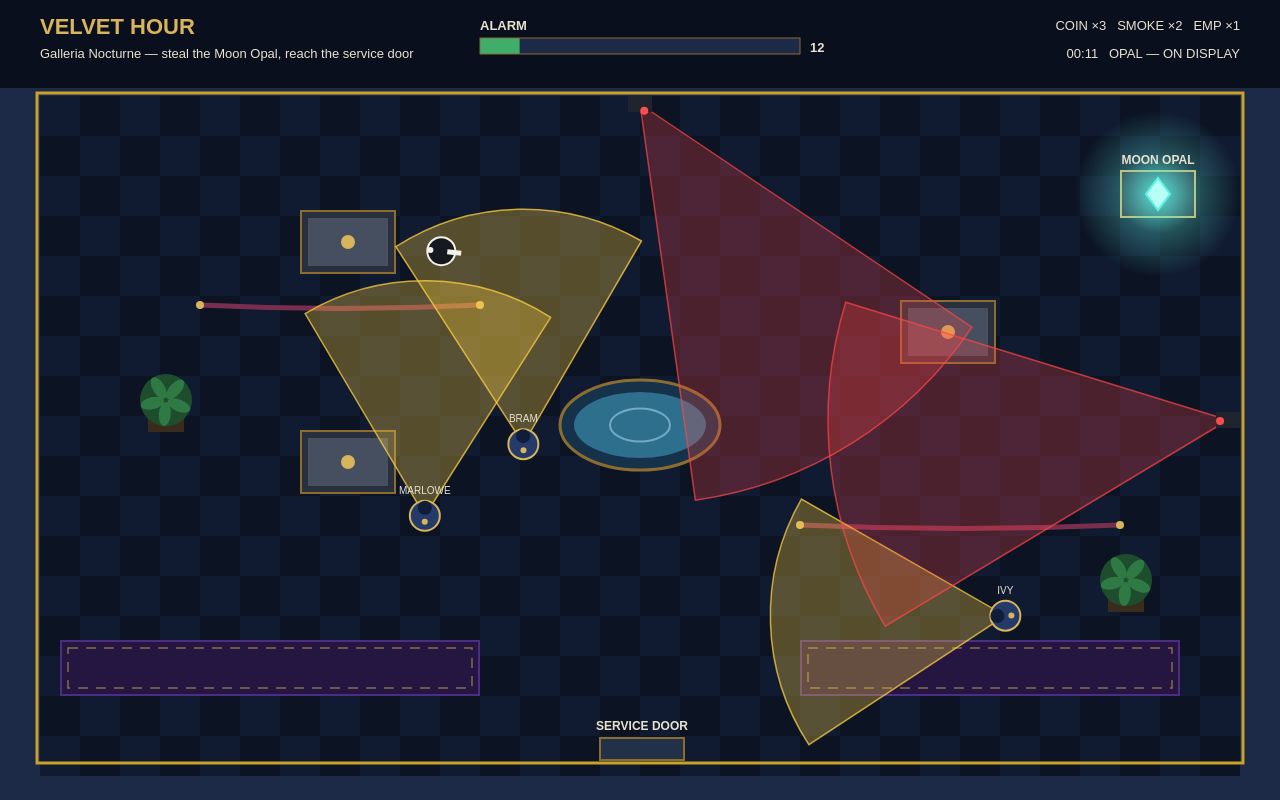 VELVET HOUR
Galleria Nocturne — steal the Moon Opal, reach the service door
ALARM
12
COIN ×3 SMOKE ×2 EMP ×1
00:11 OPAL — ON DISPLAY
MOON OPAL
BRAM
MARLOWE
IVY
SERVICE DOOR